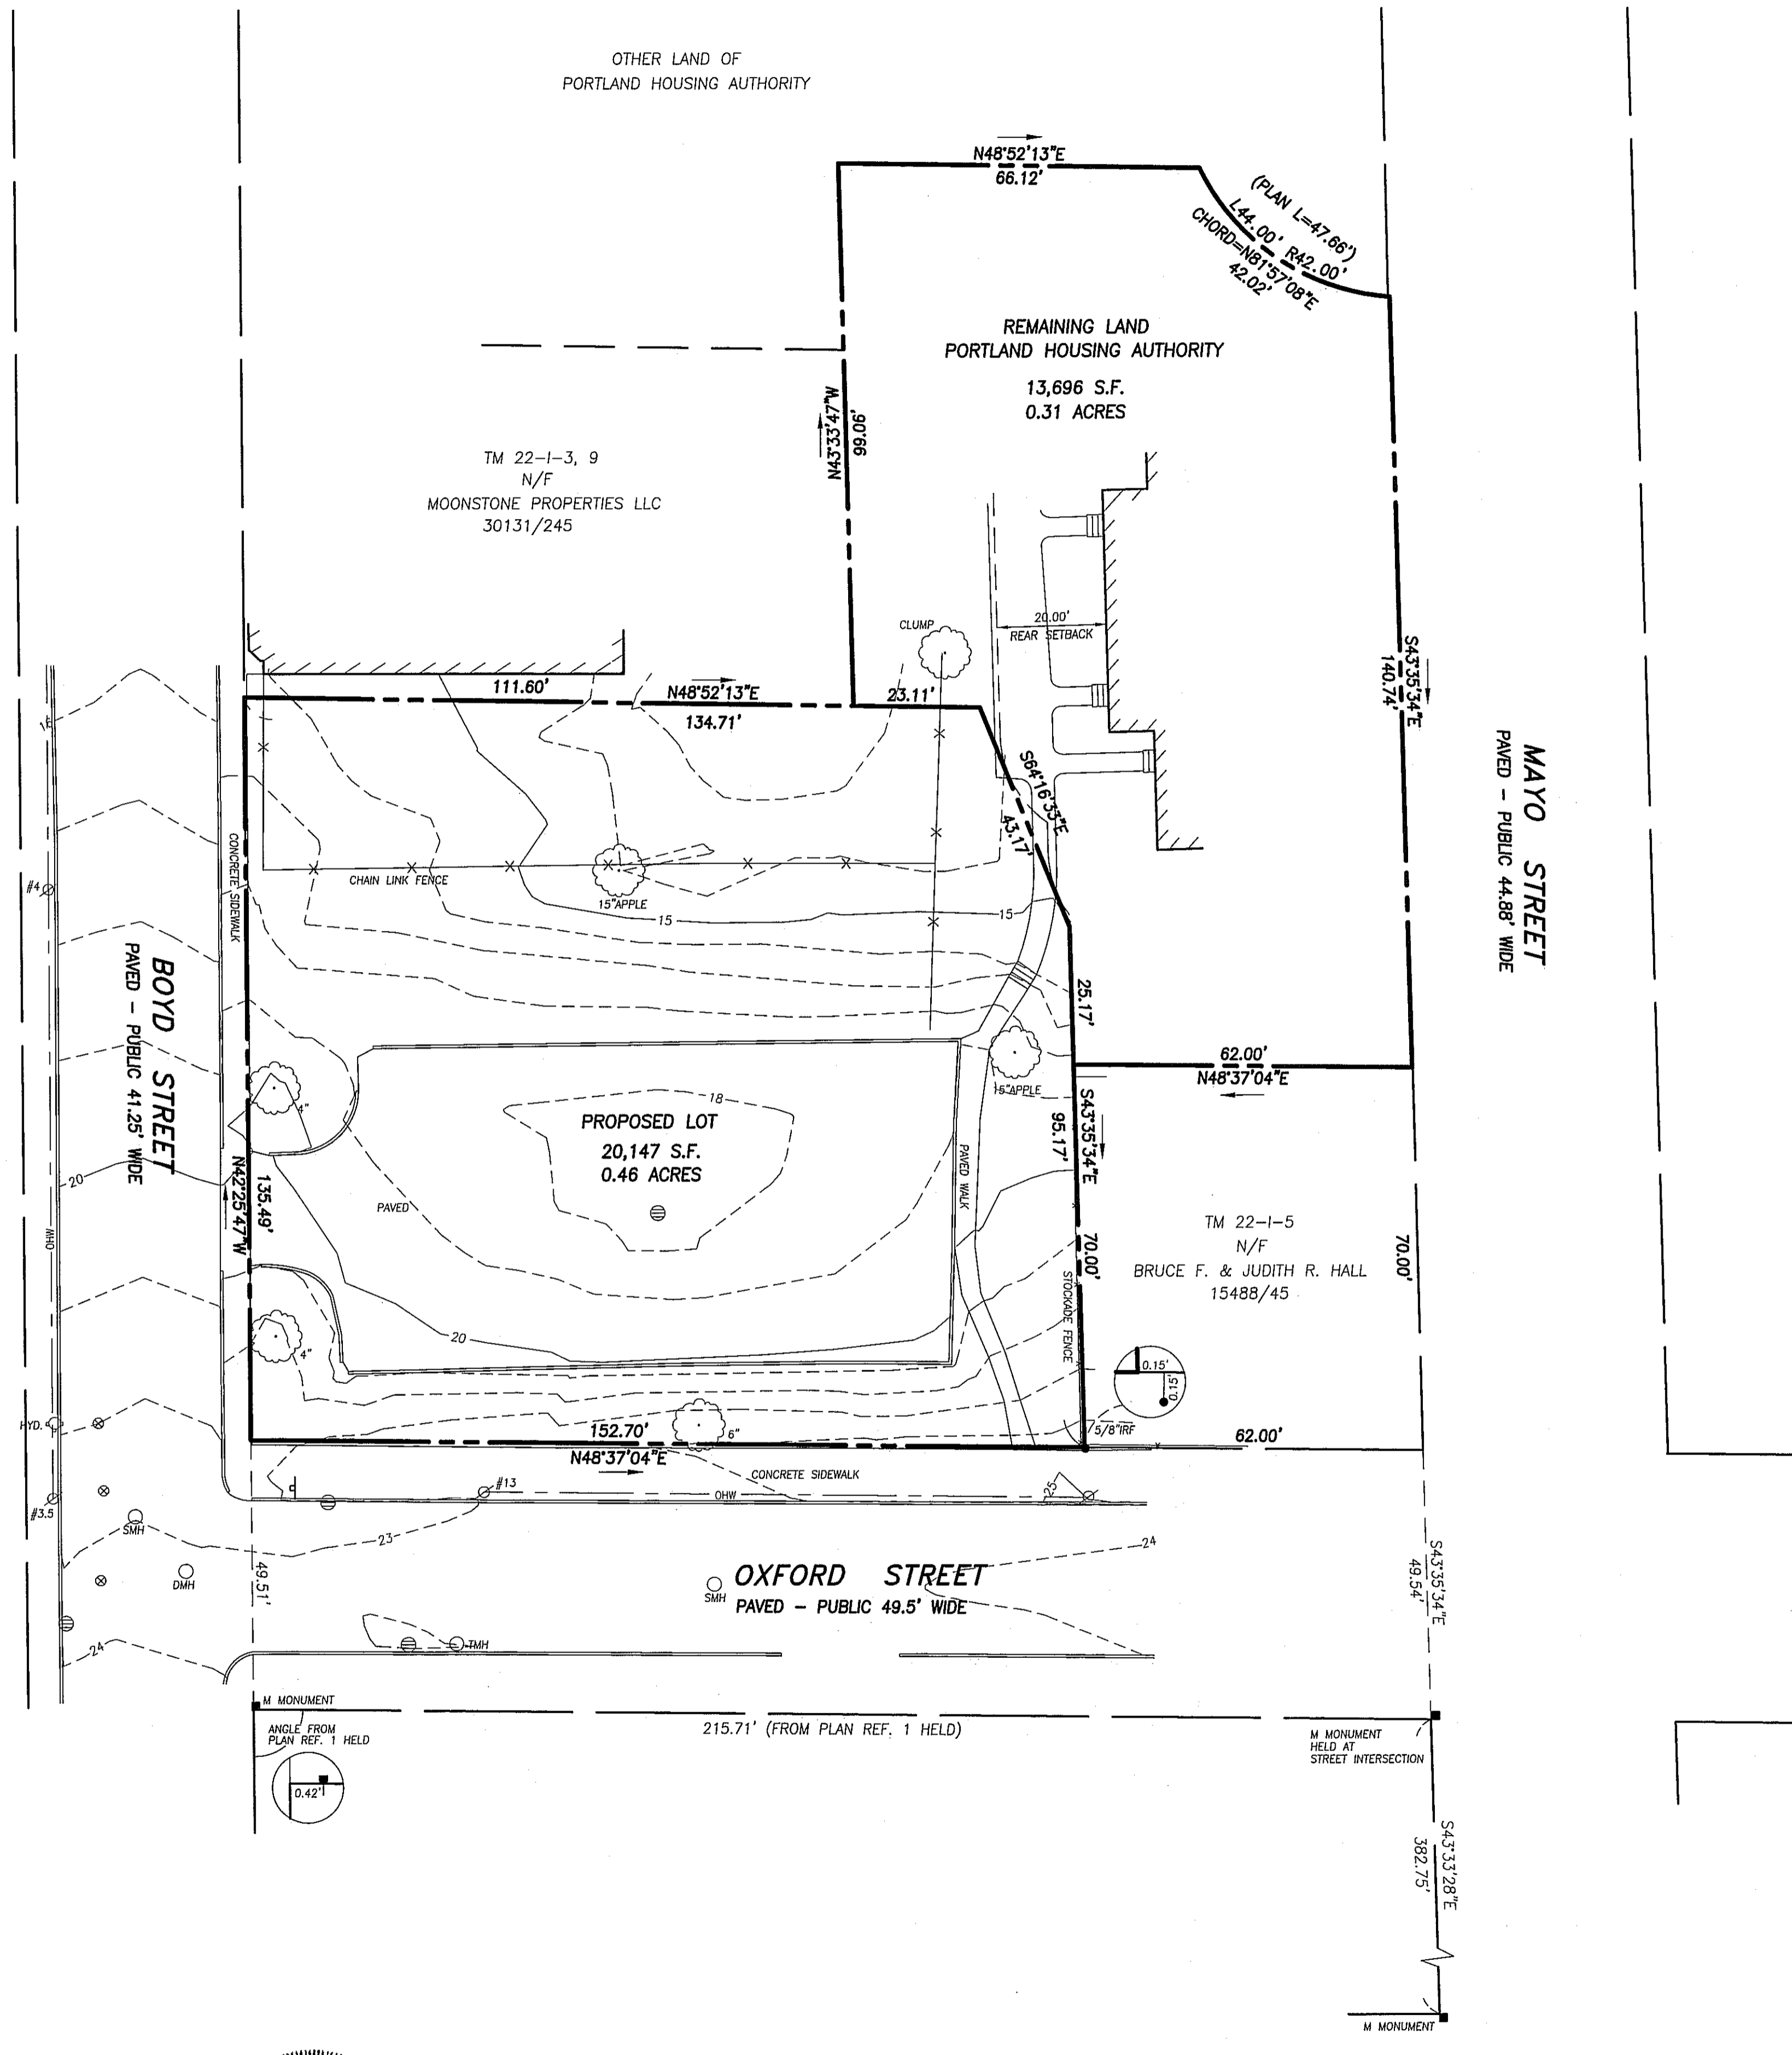 OTHER LAND OF
PORTLAND HOUSING AUTHORITY
N48°52'13"E
66.12'
(PLAN L=47.66')
L44.00' R42.00'
CHORD=N81°57'08"E
42.02'
REMAINING LAND
PORTLAND HOUSING AUTHORITY
13,696 S.F.
0.31 ACRES
N43°33'47"W
99.06'
TM 22-I-3, 9
N/F
MOONSTONE PROPERTIES LLC
30131/245
CLUMP
20.00'
REAR SETBACK
S43°35'34"E
140.74'
MAYO STREET
PAVED - PUBLIC 44.88' WIDE
111.60'
N48°52'13"E
134.71'
23.11'
S64°16'33"E
43.17'
#4
CONCRETE SIDEWALK
CHAIN LINK FENCE
15"APPLE
15
15
BOYD STREET
PAVED - PUBLIC 41.25' WIDE
25.17'
62.00'
N48°37'04"E
15"APPLE
4"
18
PROPOSED LOT
20,147 S.F.
0.46 ACRES
S43°35'34"E
95.17'
PAVED WALK
PAVED
20
135.49'
N42°25'47"W
OHW
TM 22-I-5
N/F
BRUCE F. & JUDITH R. HALL
15488/45
70.00'
70.00'
STOCKADE FENCE
20
4"
0.15'
0.15'
HYD.
152.70'
6"
N48°37'04"E
5/8"IRF
62.00'
CONCRETE SIDEWALK
#13
OHW
25
#3.5
SMH
23
24
DMH
49.51'
SMH
OXFORD STREET
PAVED - PUBLIC 49.5' WIDE
S43°35'34"E
49.54'
24
TMH
M MONUMENT
ANGLE FROM
PLAN REF. 1 HELD
215.71' (FROM PLAN REF. 1 HELD)
M MONUMENT
HELD AT
STREET INTERSECTION
0.42'
S43°33'28"E
382.75'
M MONUMENT